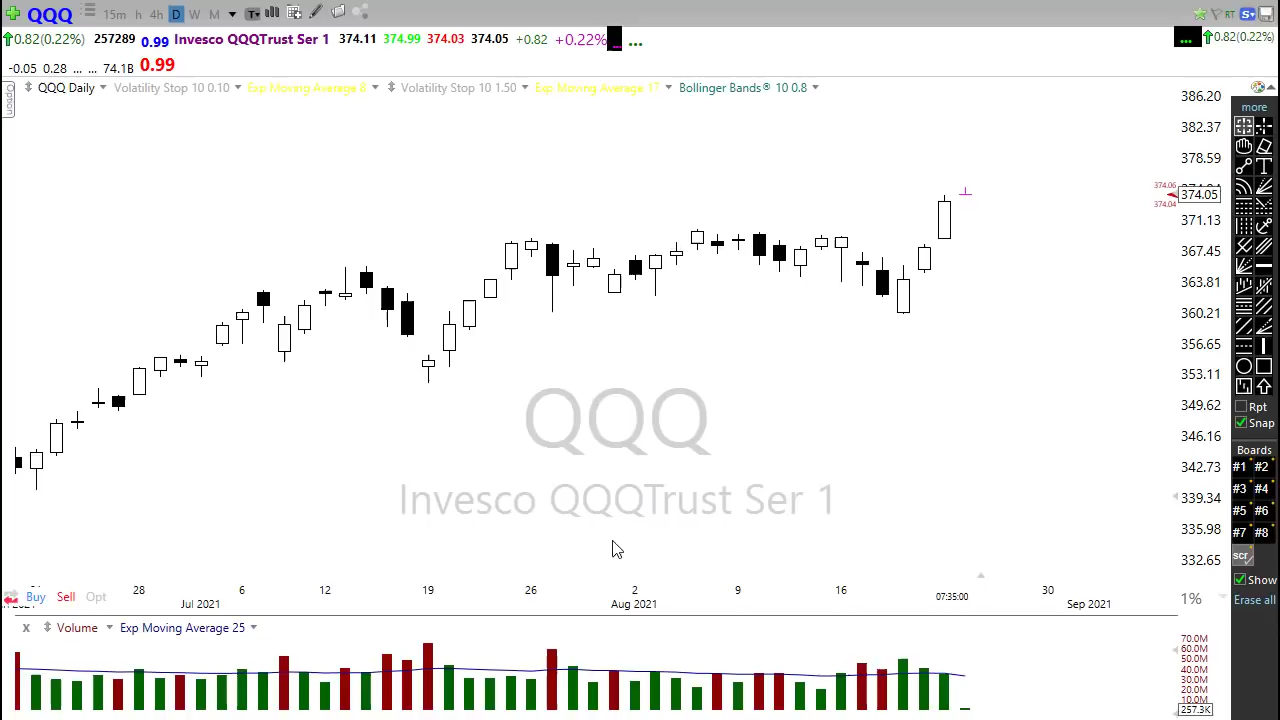 QQQ 15m h 4h D W M T RT S
0.82(0.22%) 257289 0.99 Invesco QQQTrust Ser 1 374.11 374.99 374.03 374.05 +0.82 +0.22% ... ... ... 0.82(0.22%)
-0.05 0.28 ... ... 74.1B 0.99
Option
QQQ Daily Volatility Stop 10 0.10 Exp Moving Average 8 Volatility Stop 10 1.50 Exp Moving Average 17 Bollinger Bands® 10 0.8
386.20
382.37
378.59
374.06
374.05
374.04
371.13
367.45
363.81
360.21
356.65
353.11
349.62
346.16
342.73
339.34
335.98
332.65
more
T
Rpt
Snap
Boards
#1 #2
#3 #4
#5 #6
#7 #8
scr
Show
Erase all
QQQ
Invesco QQQTrust Ser 1
28 6 12 19 26 2 9 16 07:35:00 30
Buy Sell Opt
Jul 2021 Aug 2021 Sep 2021
1%
x Volume Exp Moving Average 25
70.0M
60.0M
50.0M
40.0M
30.0M
20.0M
10.0M
257.3K